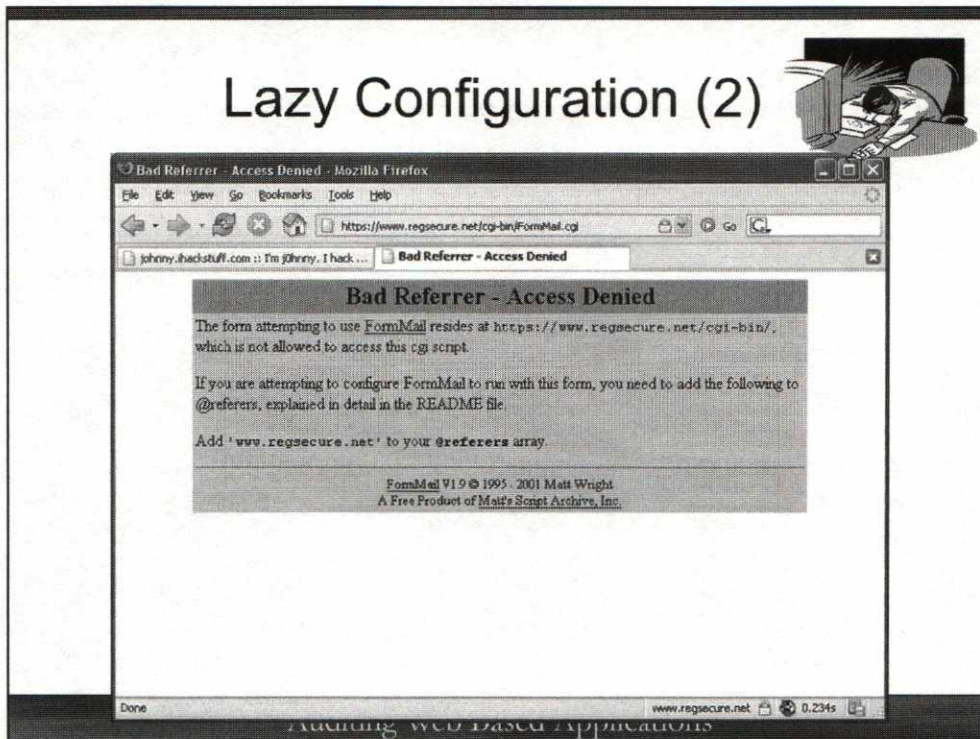 Lazy Configuration (2)
Bad Referrer - Access Denied - Mozilla Firefox
File Edit View Go Bookmarks Tools Help
https://www.regsecure.net/cgi-bin/FormMail.cgi Go
johnny.ihackstuff.com :: I'm j0hnny. I hack ... Bad Referrer - Access Denied
Bad Referrer - Access Denied
The form attempting to use FormMail resides at https://www.regsecure.net/cgi-bin/,
which is not allowed to access this cgi script.
If you are attempting to configure FormMail to run with this form, you need to add the following to
@referers, explained in detail in the README file.
Add 'www.regsecure.net' to your @referers array.
FormMail V1.9 © 1995 - 2001 Matt Wright
A Free Product of Matt's Script Archive, Inc.
Done www.regsecure.net 0.234s
Auditing Web Based Applications